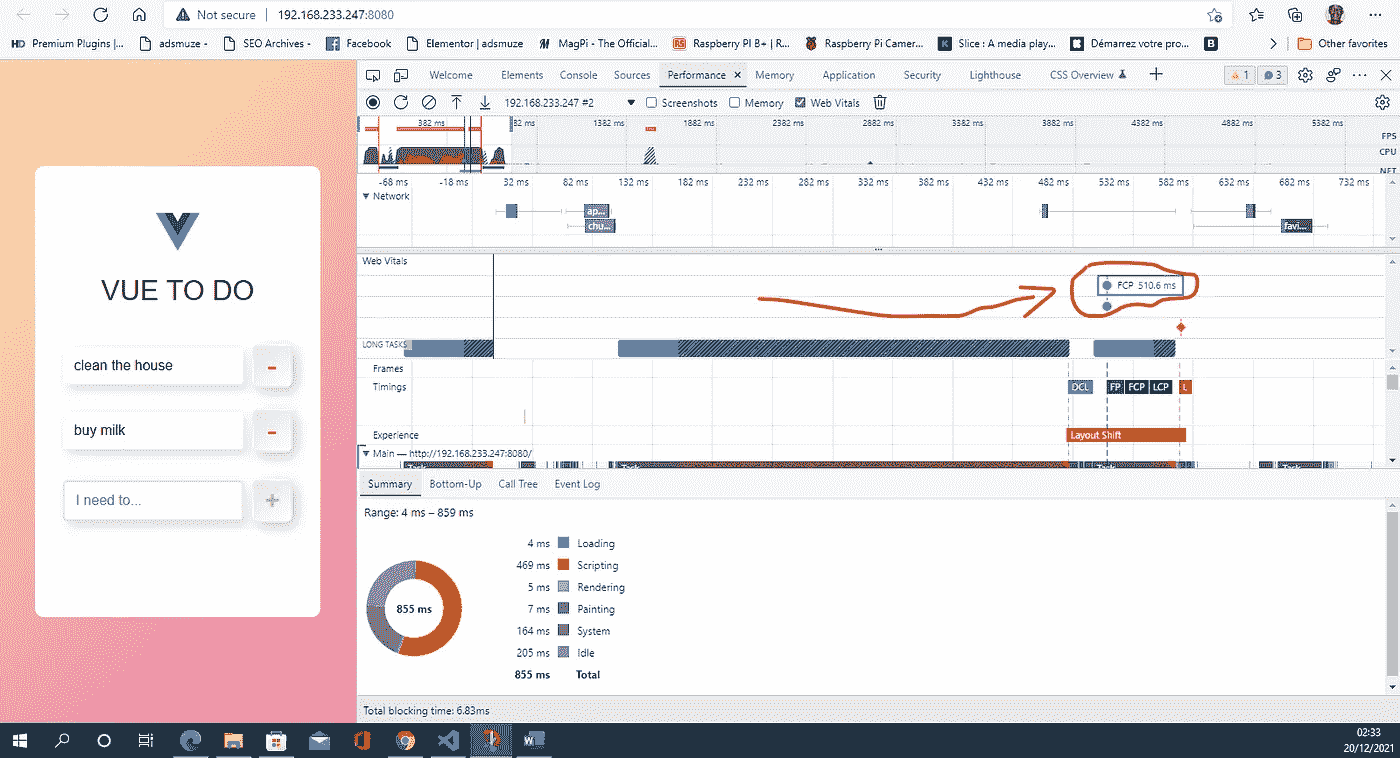 Not secure 192.168.233.247:8080
HD Premium Plugins |... adsmuze - SEO Archives - Facebook Elementor | adsmuze MagPi - The Official... Raspberry PI B+ | R... Raspberry Pi Camer... Slice : A media play... Démarrez votre pro... B Other favorites
Welcome Elements Console Sources Performance Memory Application Security Lighthouse CSS Overview 1 3
192.168.233.247 #2 Screenshots Memory Web Vitals
382 ms 1382 ms 1882 ms 2382 ms 2882 ms 3382 ms 3882 ms 4382 ms 4882 ms 5382 ms
FPS
CPU
NET
-68 ms -18 ms 32 ms 82 ms 132 ms 182 ms 232 ms 282 ms 332 ms 382 ms 432 ms 482 ms 532 ms 582 ms 632 ms 682 ms 732 ms
Network
ap... favi...
chu...
Web Vitals
FCP 510.6 ms
LONG TASKS
Frames
Timings DCL FP FCP LCP L
Experience Layout Shift
Main — http://192.168.233.247:8080/
Summary Bottom-Up Call Tree Event Log
Range: 4 ms – 859 ms
4 ms Loading
469 ms Scripting
5 ms Rendering
7 ms Painting
164 ms System
205 ms Idle
855 ms Total
855 ms
Total blocking time: 6.83ms
VUE TO DO
clean the house -
buy milk -
I need to... +
02:33
20/12/2021